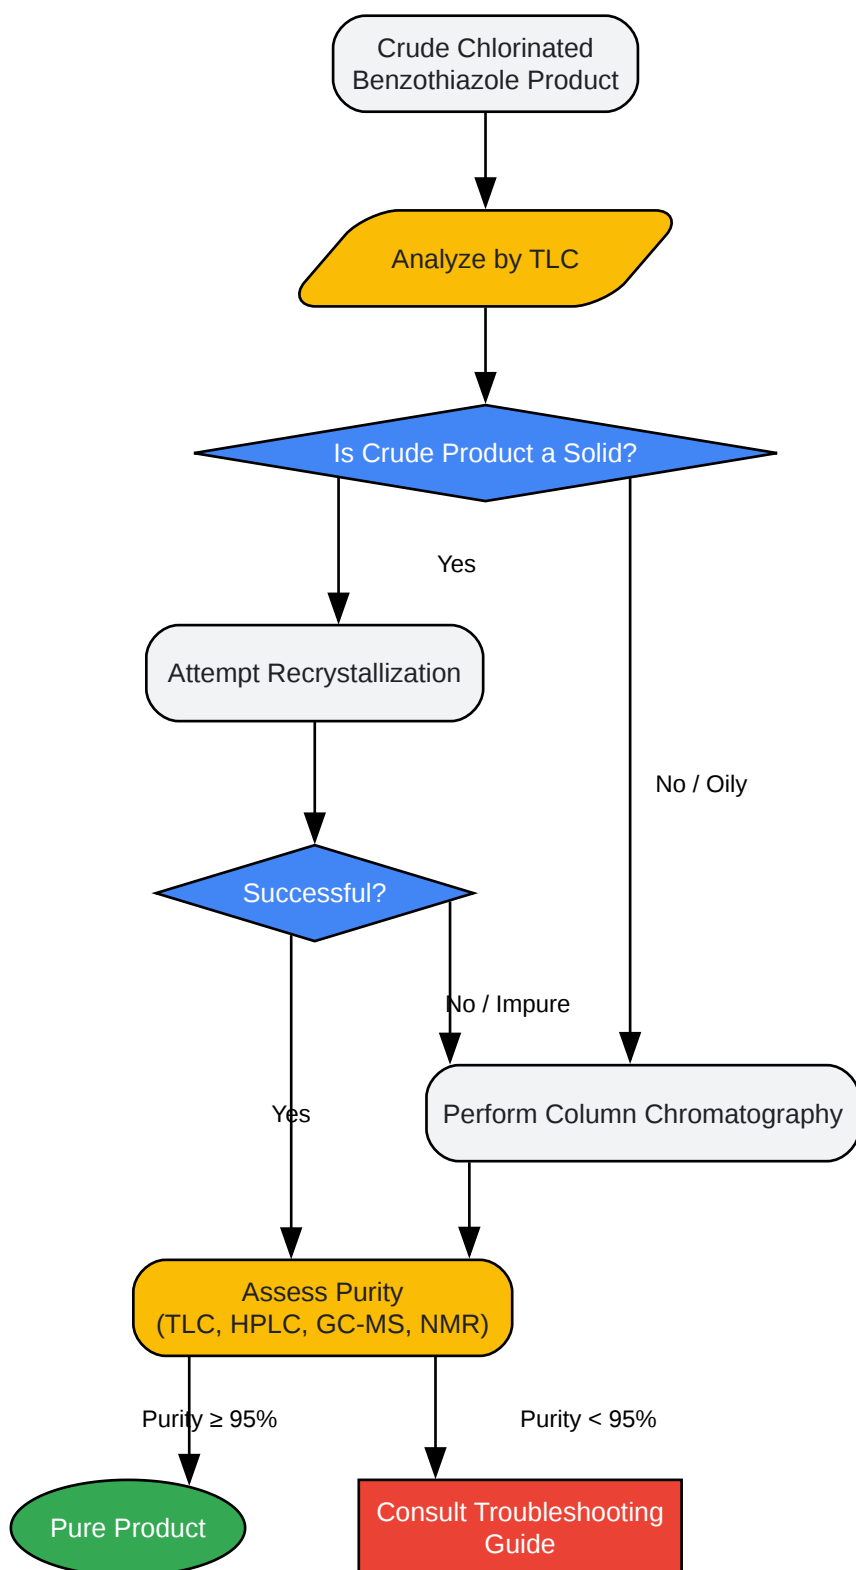 Crude Chlorinated
Benzothiazole Product
Analyze by TLC
Is Crude Product a Solid?
Yes
Attempt Recrystallization
No / Oily
Successful?
No / Impure
Yes
Perform Column Chromatography
Assess Purity
(TLC, HPLC, GC-MS, NMR)
Purity ≥ 95%
Purity < 95%
Pure Product
Consult Troubleshooting
Guide